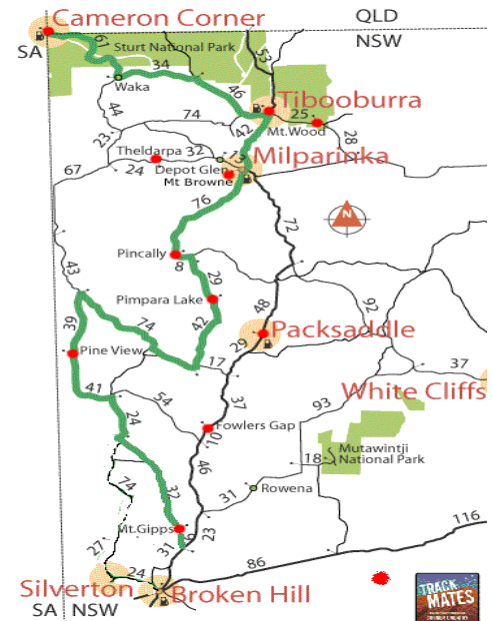 Cameron Corner
QLD
NSW
SA
61
Sturt National Park
53
34
Waka
46
Tibooburra
44
74
42
25
Mt.Wood
28
23
Theldarpa
32
13
Milparinka
67
24
Depot Glen
Mt Browne
76
72
N
Pincally
8
29
43
Pimpara Lake
48
92
42
74
Packsaddle
29
39
Pine View
17
37
41
37
White Cliffs
54
93
24
Fowlers Gap
10
Mutawintji
National Park
46
18
74
32
31
Rowena
Mt.Gipps
23
116
27
31
86
24
Silverton
Broken Hill
SA
NSW
TRACK
MATES